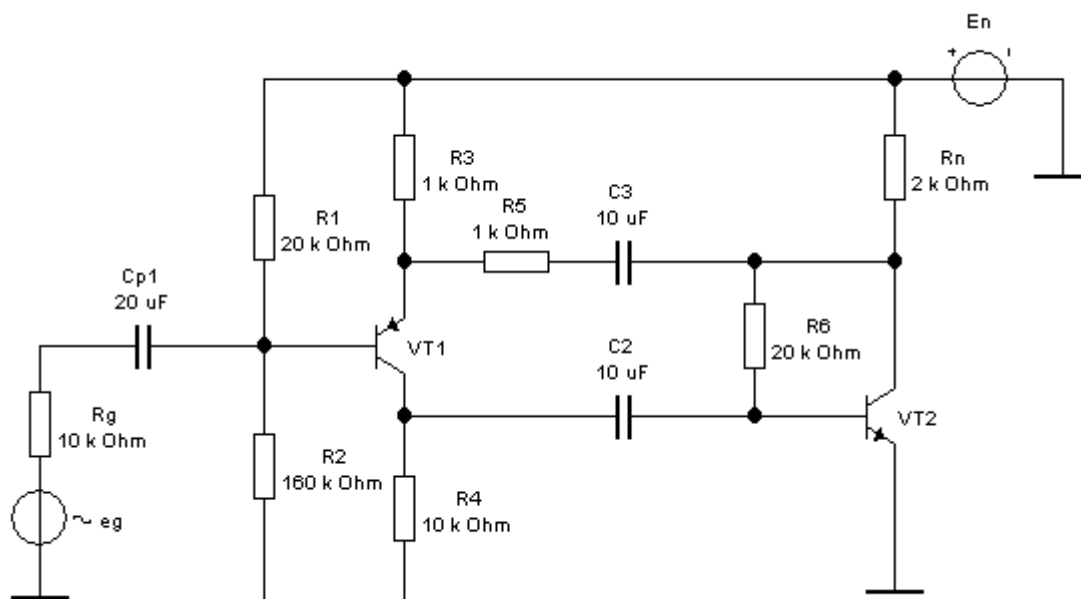 En
+ -
R3
1 k Ohm
Rn
2 k Ohm
R5
1 k Ohm
C3
10 uF
R1
20 k Ohm
Cp1
20 uF
VT1
R6
20 k Ohm
C2
10 uF
VT2
Rg
10 k Ohm
R2
160 k Ohm
R4
10 k Ohm
~ eg